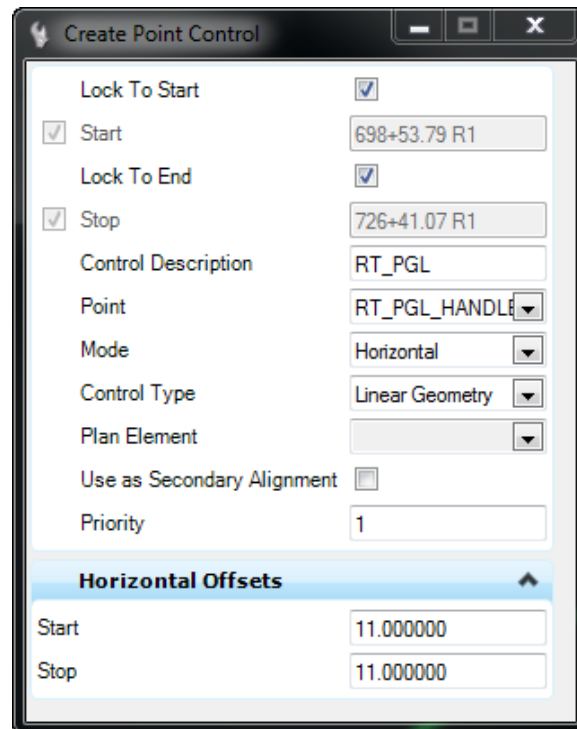 Create Point Control
Lock To Start
Start 698+53.79 R1
Lock To End
Stop 726+41.07 R1
Control Description RT_PGL
Point RT_PGL_HANDLE
Mode Horizontal
Control Type Linear Geometry
Plan Element
Use as Secondary Alignment
Priority 1
Horizontal Offsets
Start 11.000000
Stop 11.000000